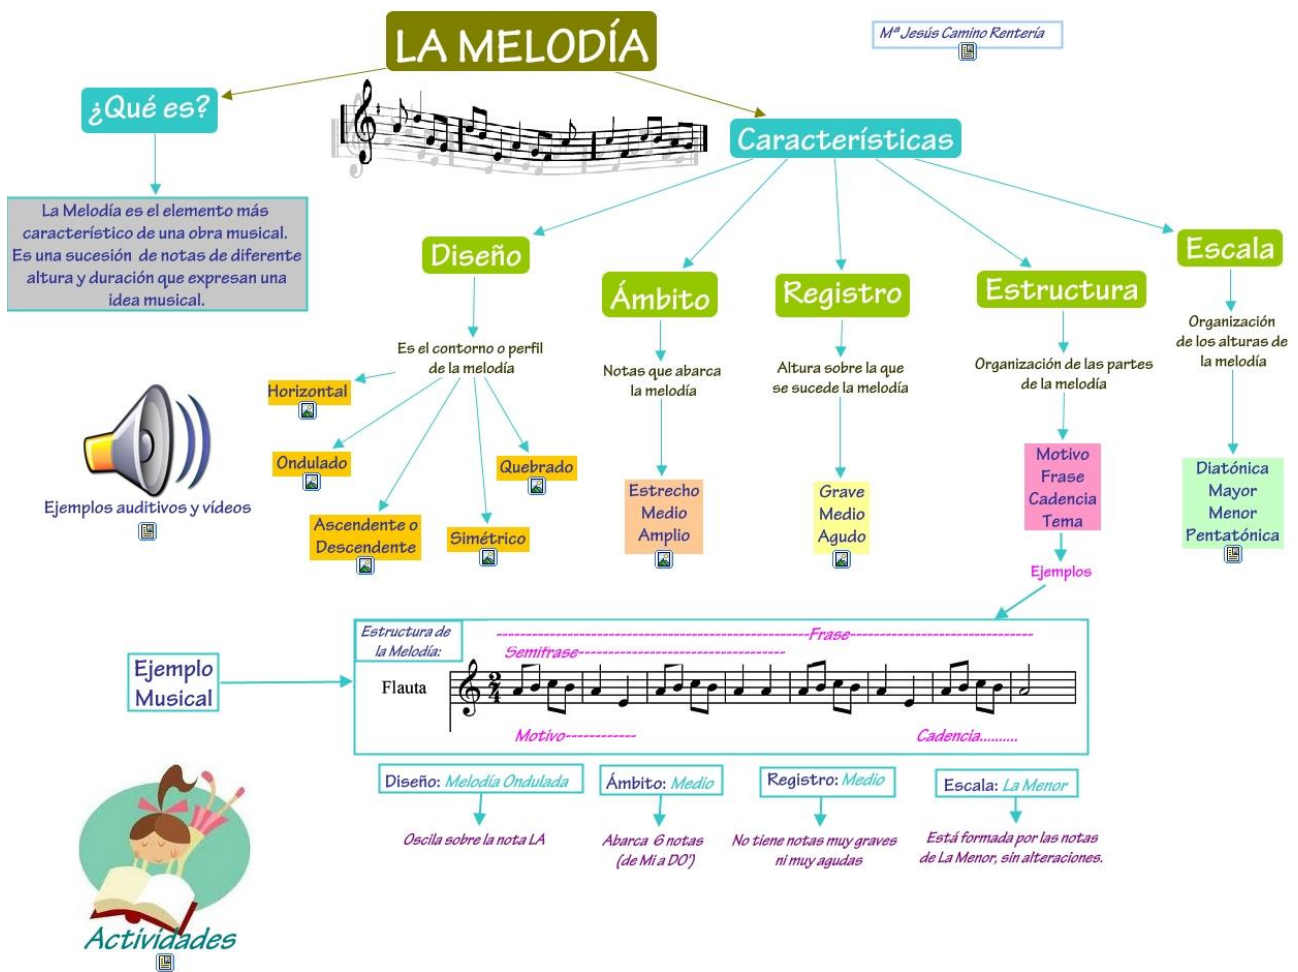 LA MELODÍA
Mª Jesús Camino Rentería
¿Qué es?
Características
La Melodía es el elemento más
característico de una obra musical.
Es una sucesión de notas de diferente
altura y duración que expresan una
idea musical.
Diseño
Es el contorno o perfil
de la melodía
Horizontal
Ondulado
Ascendente o
Descendente
Simétrico
Quebrado
Ámbito
Notas que abarca
la melodía
Estrecho
Medio
Amplio
Registro
Altura sobre la que
se sucede la melodía
Grave
Medio
Agudo
Estructura
Organización de las partes
de la melodía
Motivo
Frase
Cadencia
Tema
Ejemplos
Escala
Organización
de los alturas de
la melodía
Diatónica
Mayor
Menor
Pentatónica
Ejemplos auditivos y vídeos
Ejemplo
Musical
Estructura de
la Melodía:
Frase
Semifrase
Flauta
2
4
Motivo
Cadencia..........
Diseño: Melodía Ondulada
Oscila sobre la nota LA
Ámbito: Medio
Abarca 6 notas
(de Mi a DO')
Registro: Medio
No tiene notas muy graves
ni muy agudas
Escala: La Menor
Está formada por las notas
de La Menor, sin alteraciones.
Actividades